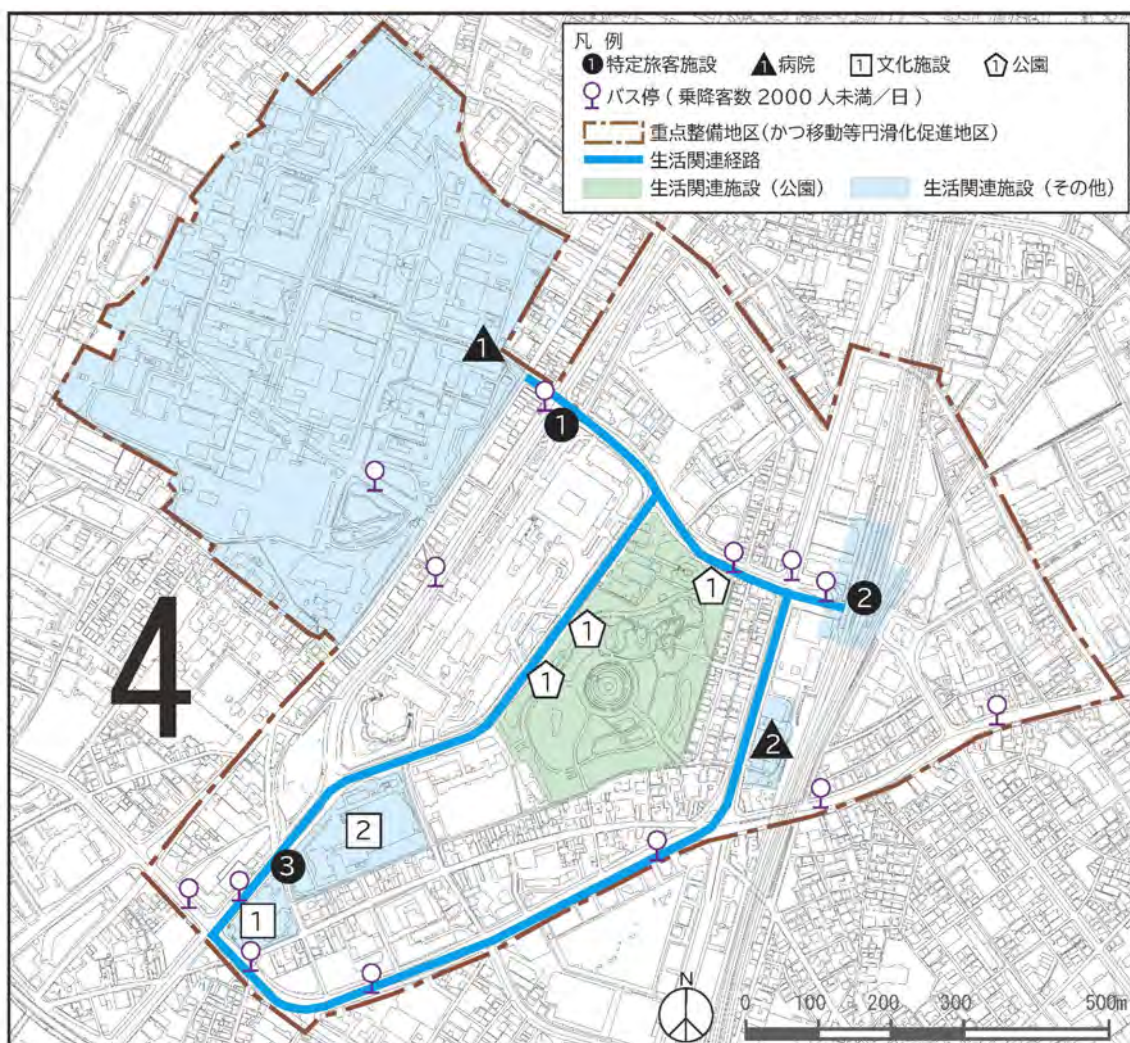 凡 例
❶特定旅客施設 ▲1病院 1文化施設 1公園
バス停 ( 乗降客数 2000 人未満／日 )
重点整備地区(かつ移動等円滑化促進地区)
生活関連経路
生活関連施設（公園） 生活関連施設（その他）
1
1
1
2
1
1
4
2
2
3
1
N
0 100 200 300 500m